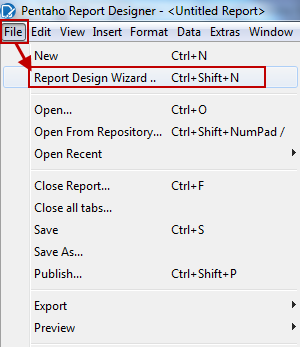 Pentaho Report Designer - <Untitled Report>
File Edit View Insert Format Data Extras Window
New Ctrl+N
Report Design Wizard .. Ctrl+Shift+N
Open... Ctrl+O
Open From Repository... Ctrl+Shift+NumPad /
Open Recent
Close Report... Ctrl+F
Close all tabs...
Save Ctrl+S
Save As...
Publish... Ctrl+Shift+P
Export
Preview